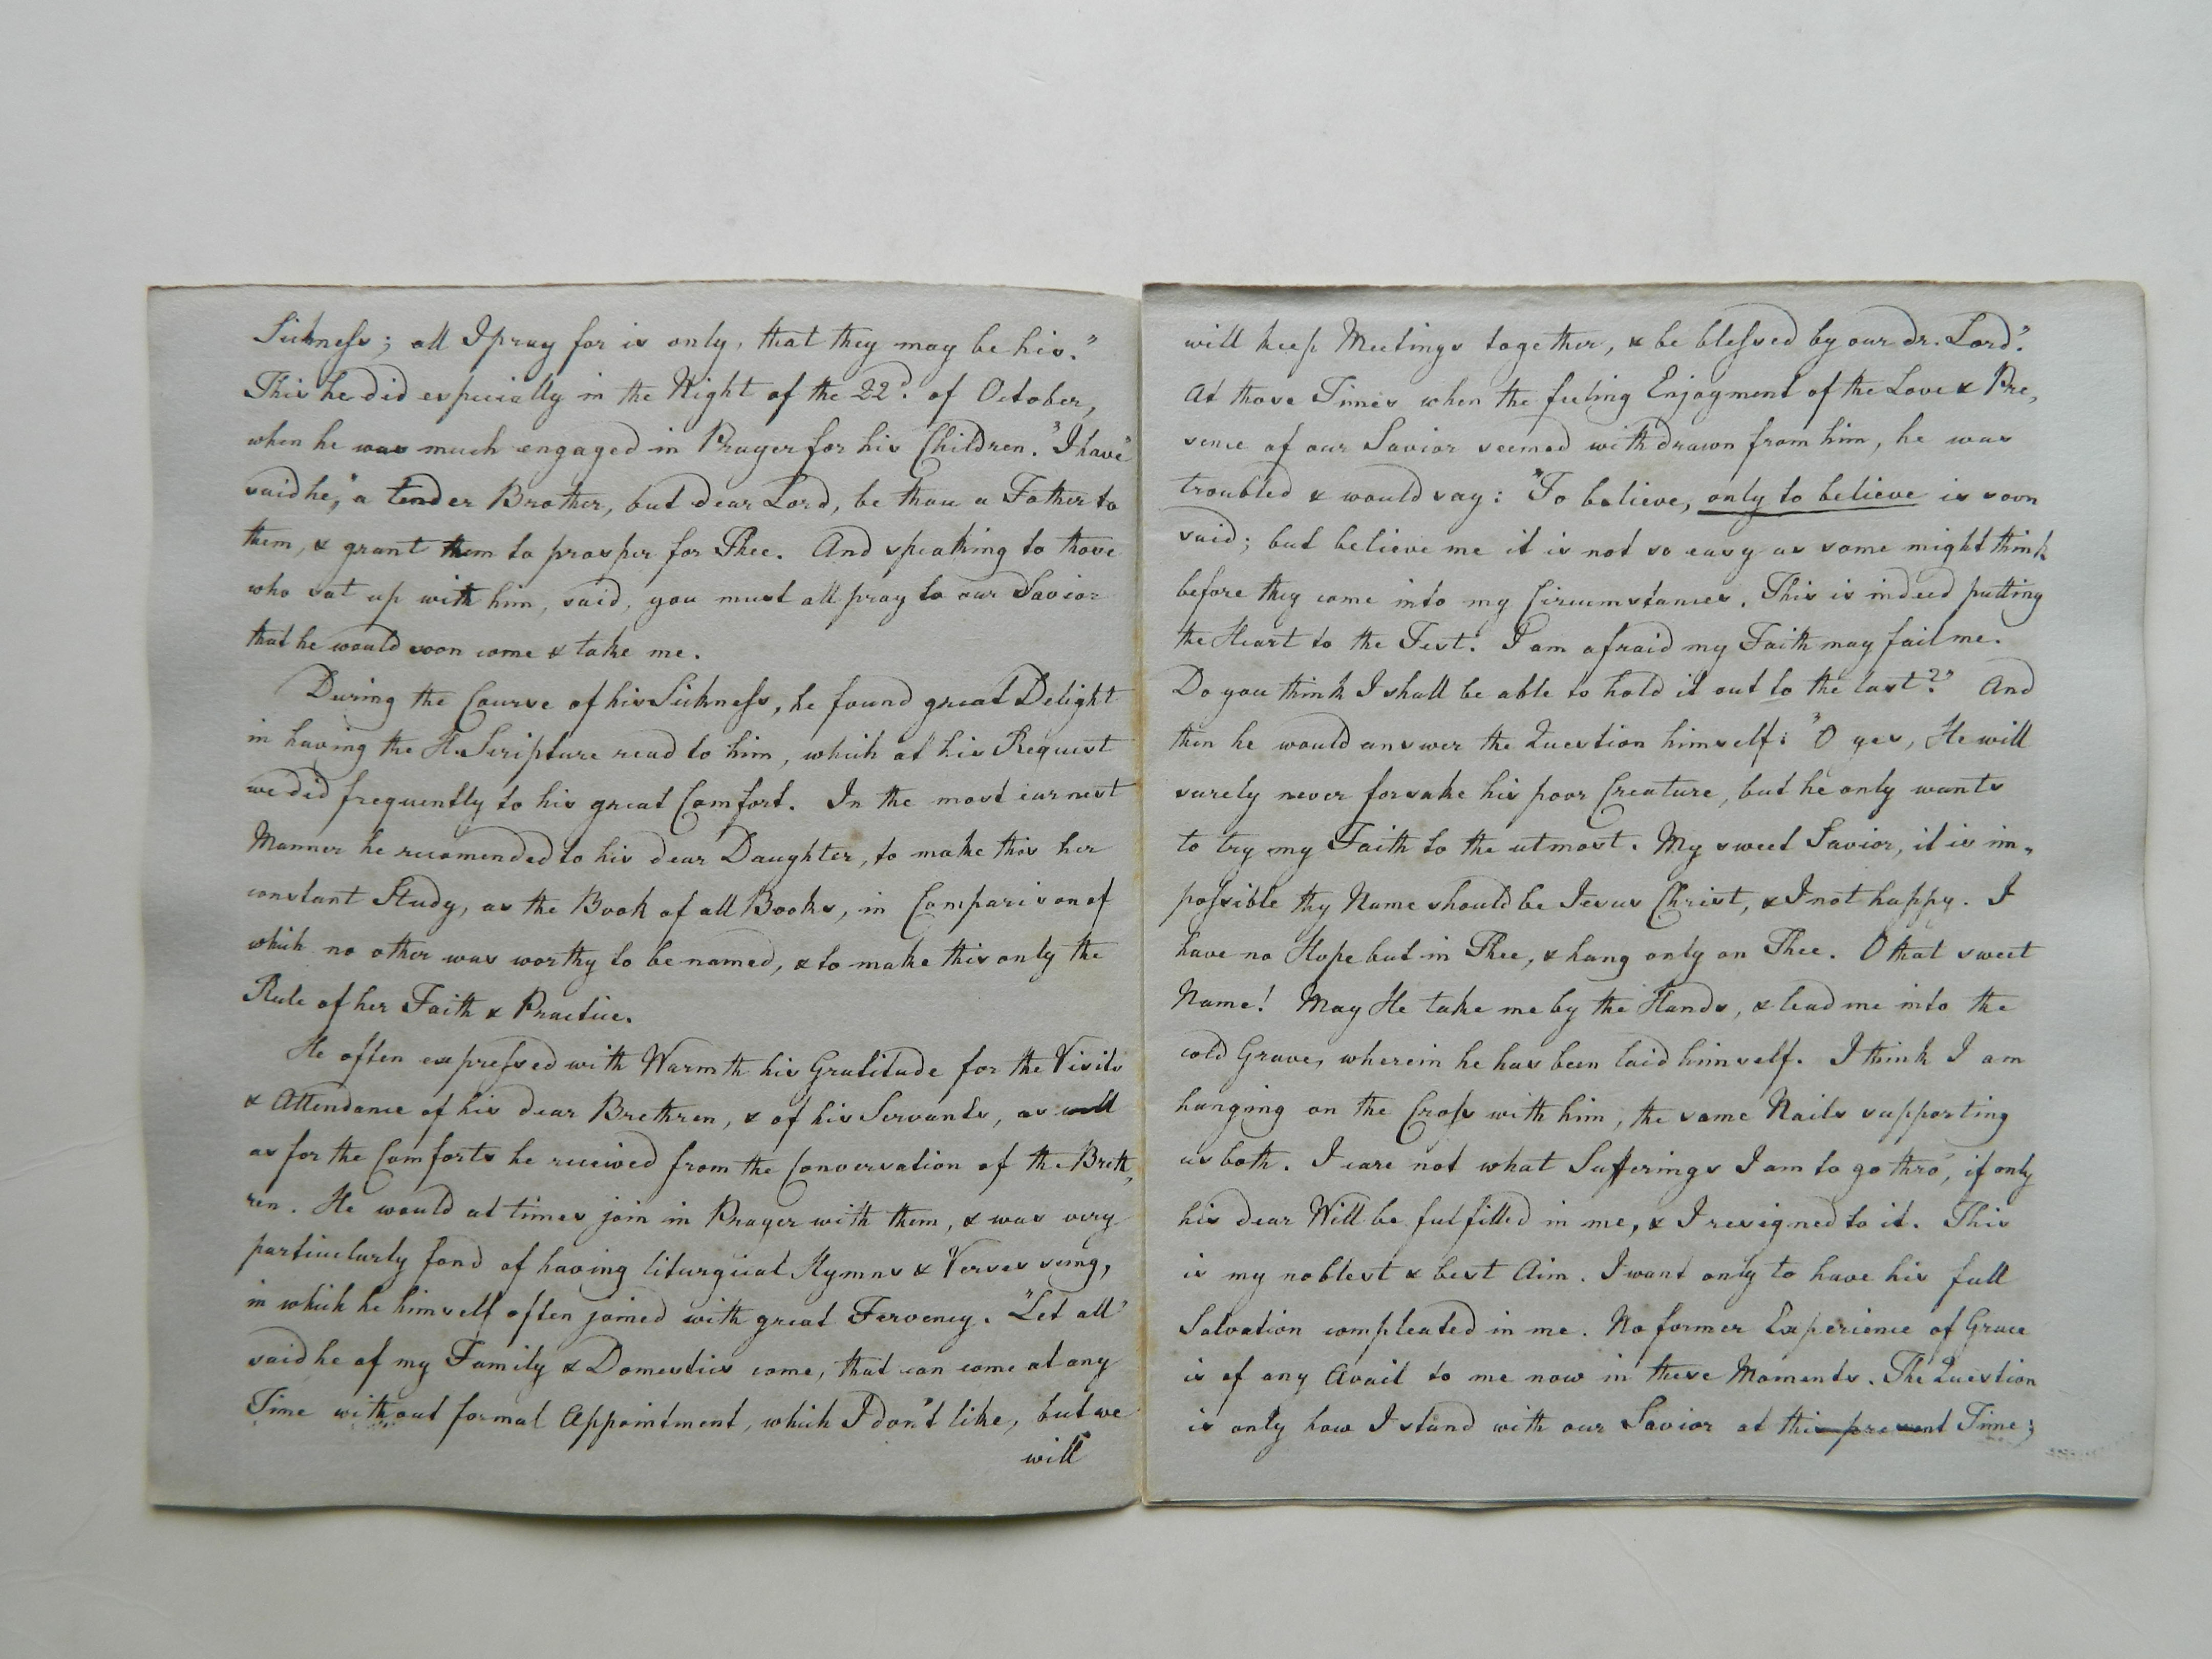 Sickness; all I pray for is only, that they may be his."
This he did especially in the Night of the 22d. of October,
when he was much engaged in Prayer for his Children. "I have"
said he, "a tender Brother, but dear Lord, be thou a Father to
them, & grant them to prosper for Thee. And speaking to those
who sat up with him, said, you must all pray to our Savior
that he would soon come & take me.
During the Course of his Sickness, he found great Delight
in having the H. Scripture read to him, which at his Request
we did frequently to his great Comfort. In the most earnest
Manner he recomended to his dear Daughter, to make this her
constant Study, as the Book of all Books, in Comparison of
which no other was worthy to be named, & to make this only the
Rule of her Faith & Practice.
He often expressed with Warmth his Gratitude for the Visits
& Attendance of his dear Brethren, & of his Servants, as well
as for the Comforts he received from the Conversation of the Breth,
ren. He would at times join in Prayer with them, & was very
particularly fond of having liturgical Hymns & Verses sung,
in which he himself often joined with great Fervency. "Let all"
said he of my Family & Domestics come, that can come at any
Time without formal Appointment, which I don't like, but we
will
will keep Meetings together, & be blessed by our dr. Lord."
At those Times when the feeling Enjoyment of the Love & Pre,
sence of our Savior seemed withdrawn from him, he was
troubled & would say: "To believe, only to believe is soon
said; but believe me it is not so easy as some might think
before they come into my Circumstances. This is indeed putting
the Heart to the Test. I am afraid my Faith may fail me.
Do you think I shall be able to hold it out to the last?" And
then he would answer the Question himself: "O yes, He will
surely never forsake his poor Creature, but he only wants
to try my Faith to the utmost. My sweet Savior, it is im,
possible thy Name should be Jesus Christ, & I not happy. I
have no Hope but in Thee, & hang only on Thee. O that sweet
Name! May He take me by the Hands, & lead me into the
cold Grave, wherein he has been laid himself. I think I am
hanging on the Cross with him, the same Nails supporting
us both. I care not what Sufferings I am to go thro', if only
his dear Will be fulfilled in me, & I resigned to it. This
is my noblest & best Aim. I want only to have his full
Salvation compleated in me. No former Experience of Grace
is of any Avail to me now in these Moments. The Question
is only how I stand with our Savior at this present Time;